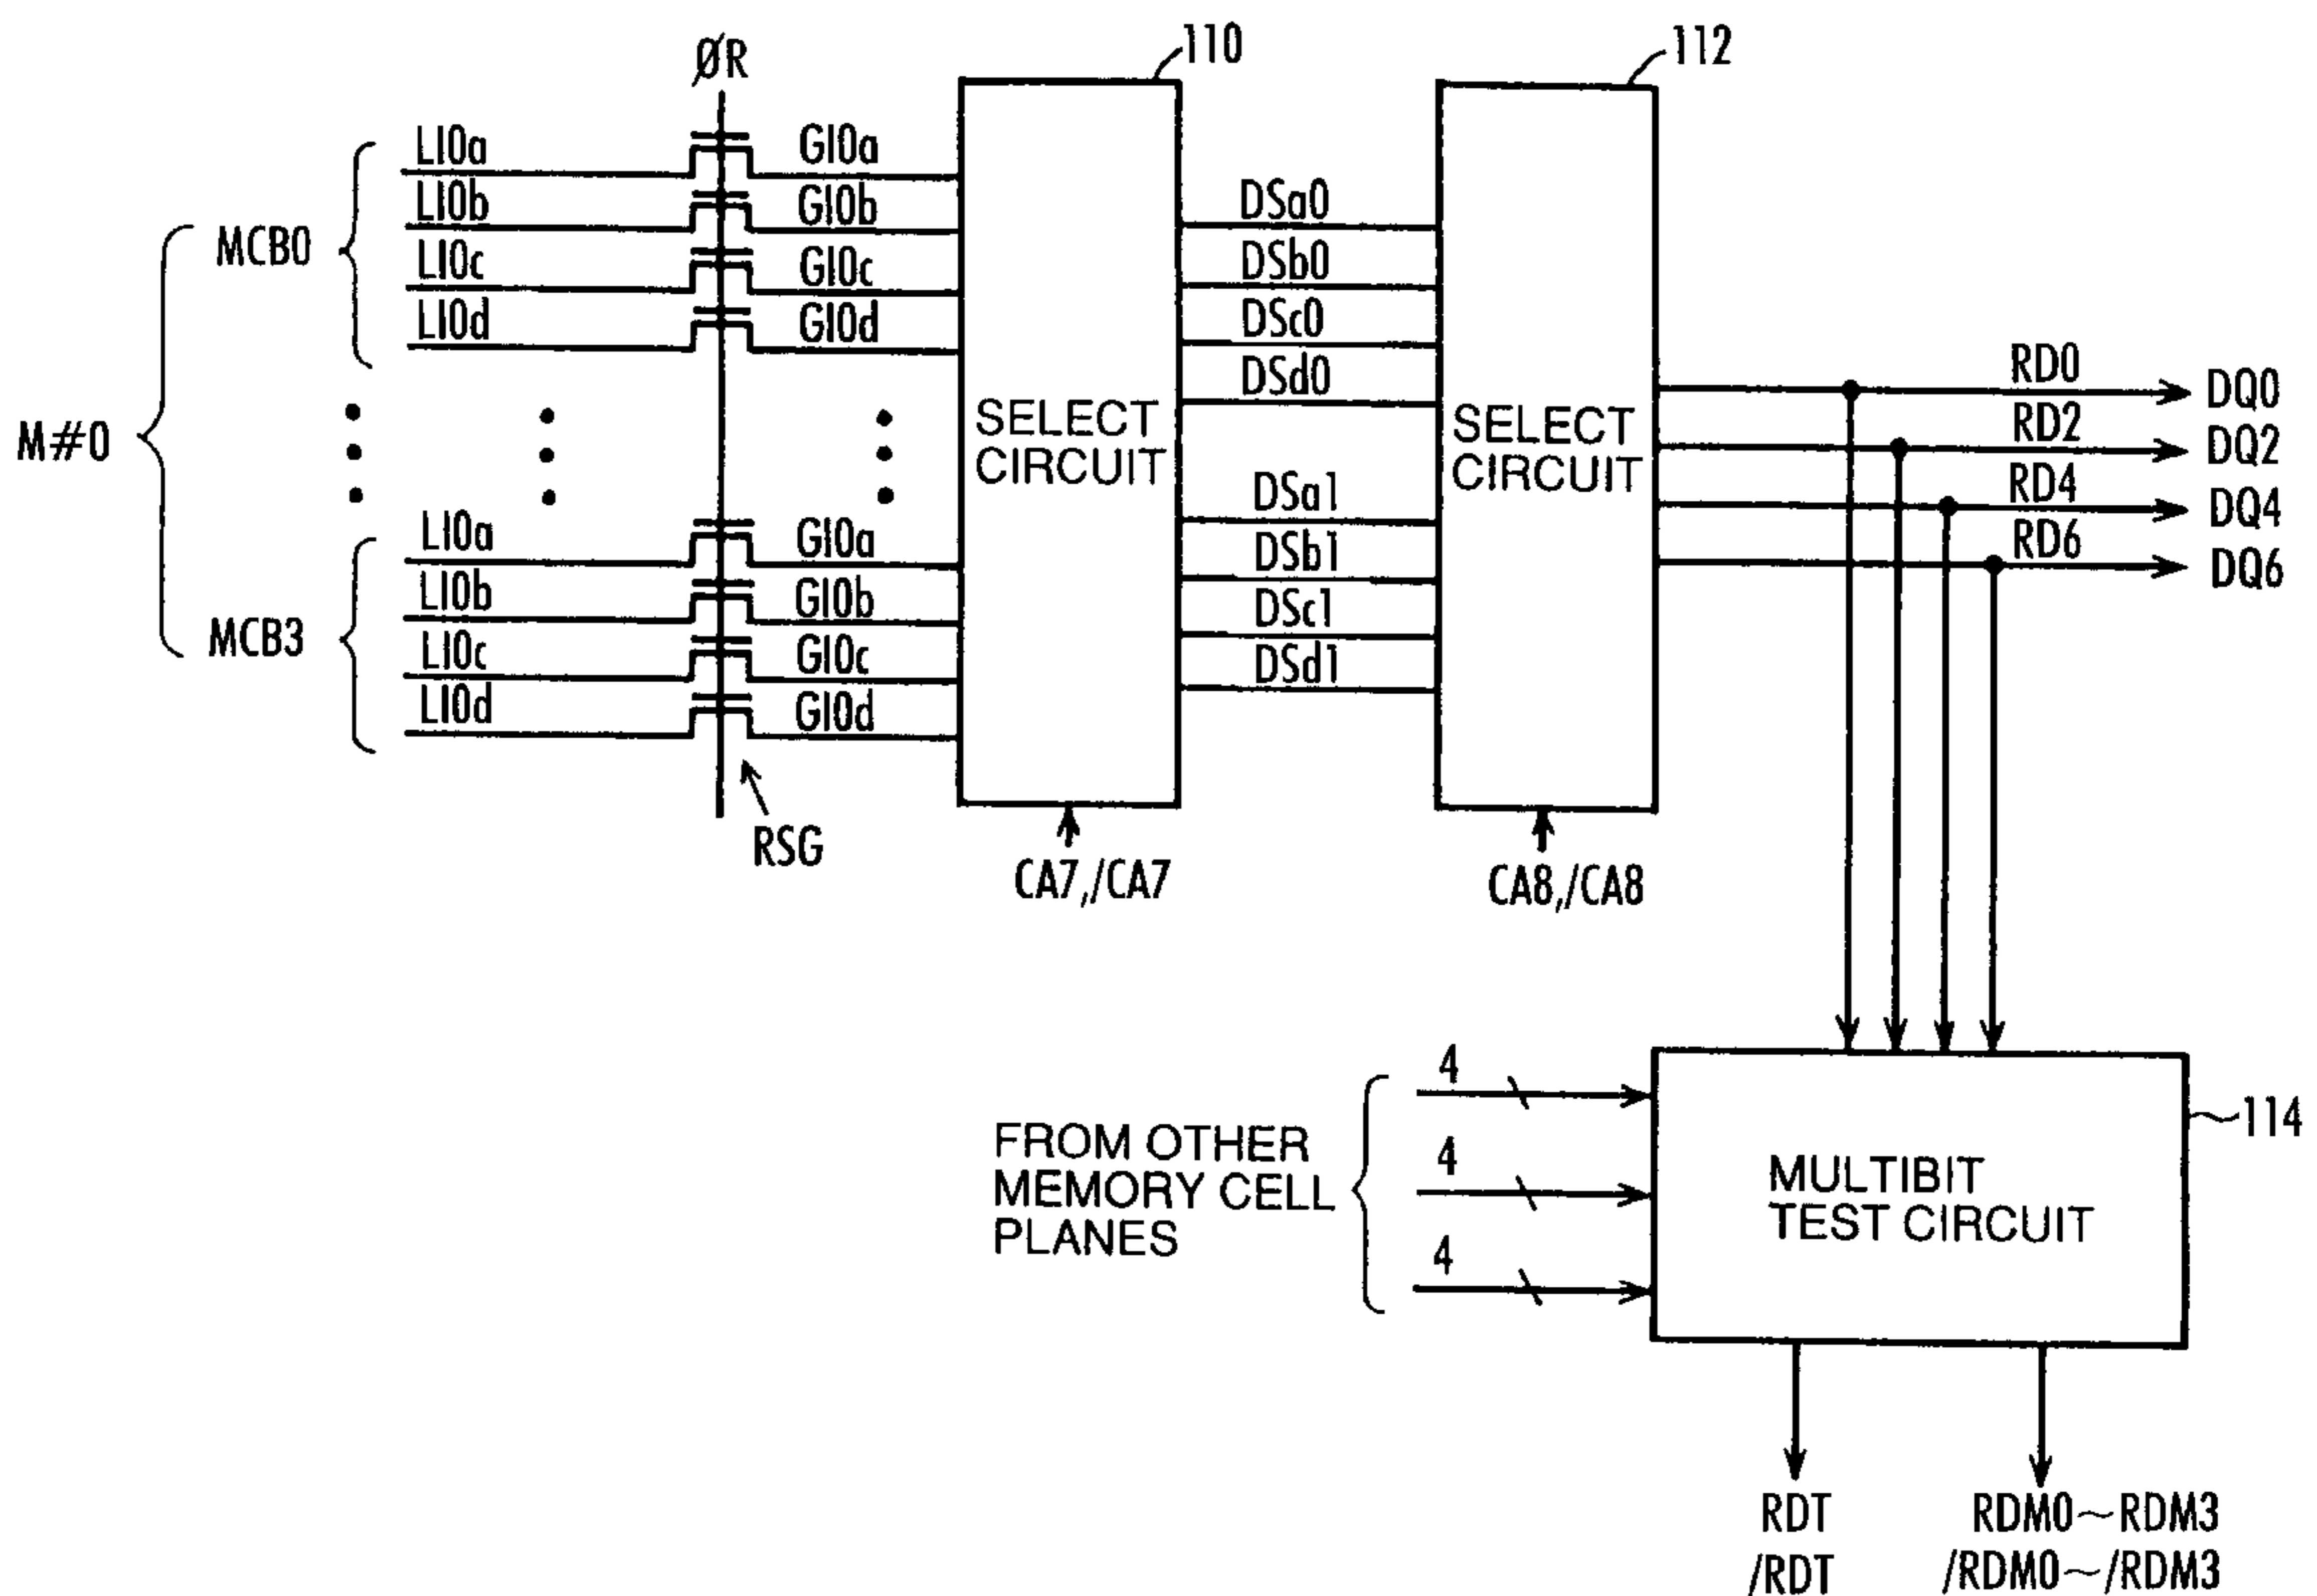 ØR
110
112
LIOa
GIOa
LIOb
GIOb
LIOc
GIOc
LIOd
GIOd
MCB0
M#0
SELECT
CIRCUIT
DSa0
DSb0
DSc0
DSd0
DSa1
DSb1
DSc1
DSd1
SELECT
CIRCUIT
RD0
DQ0
RD2
DQ2
RD4
DQ4
RD6
DQ6
LIOa
GIOa
LIOb
GIOb
MCB3
LIOc
GIOc
LIOd
GIOd
RSG
CA7,/CA7
CA8,/CA8
FROM OTHER
MEMORY CELL
PLANES
4
4
4
MULTIBIT
TEST CIRCUIT
114
RDT
/RDT
RDM0~RDM3
/RDM0~/RDM3